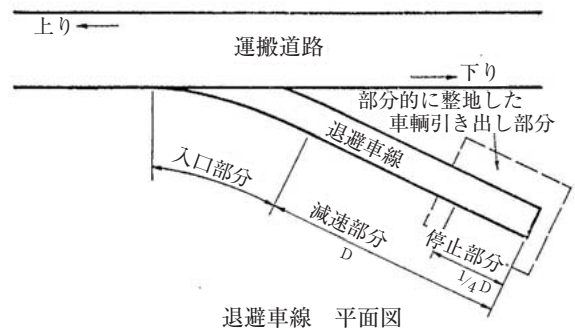 上り
運搬道路
下り
部分的に整地した
車輌引き出し部分
退避車線
入口部分
減速部分
D
停止部分
1/4 D
退避車線 平面図